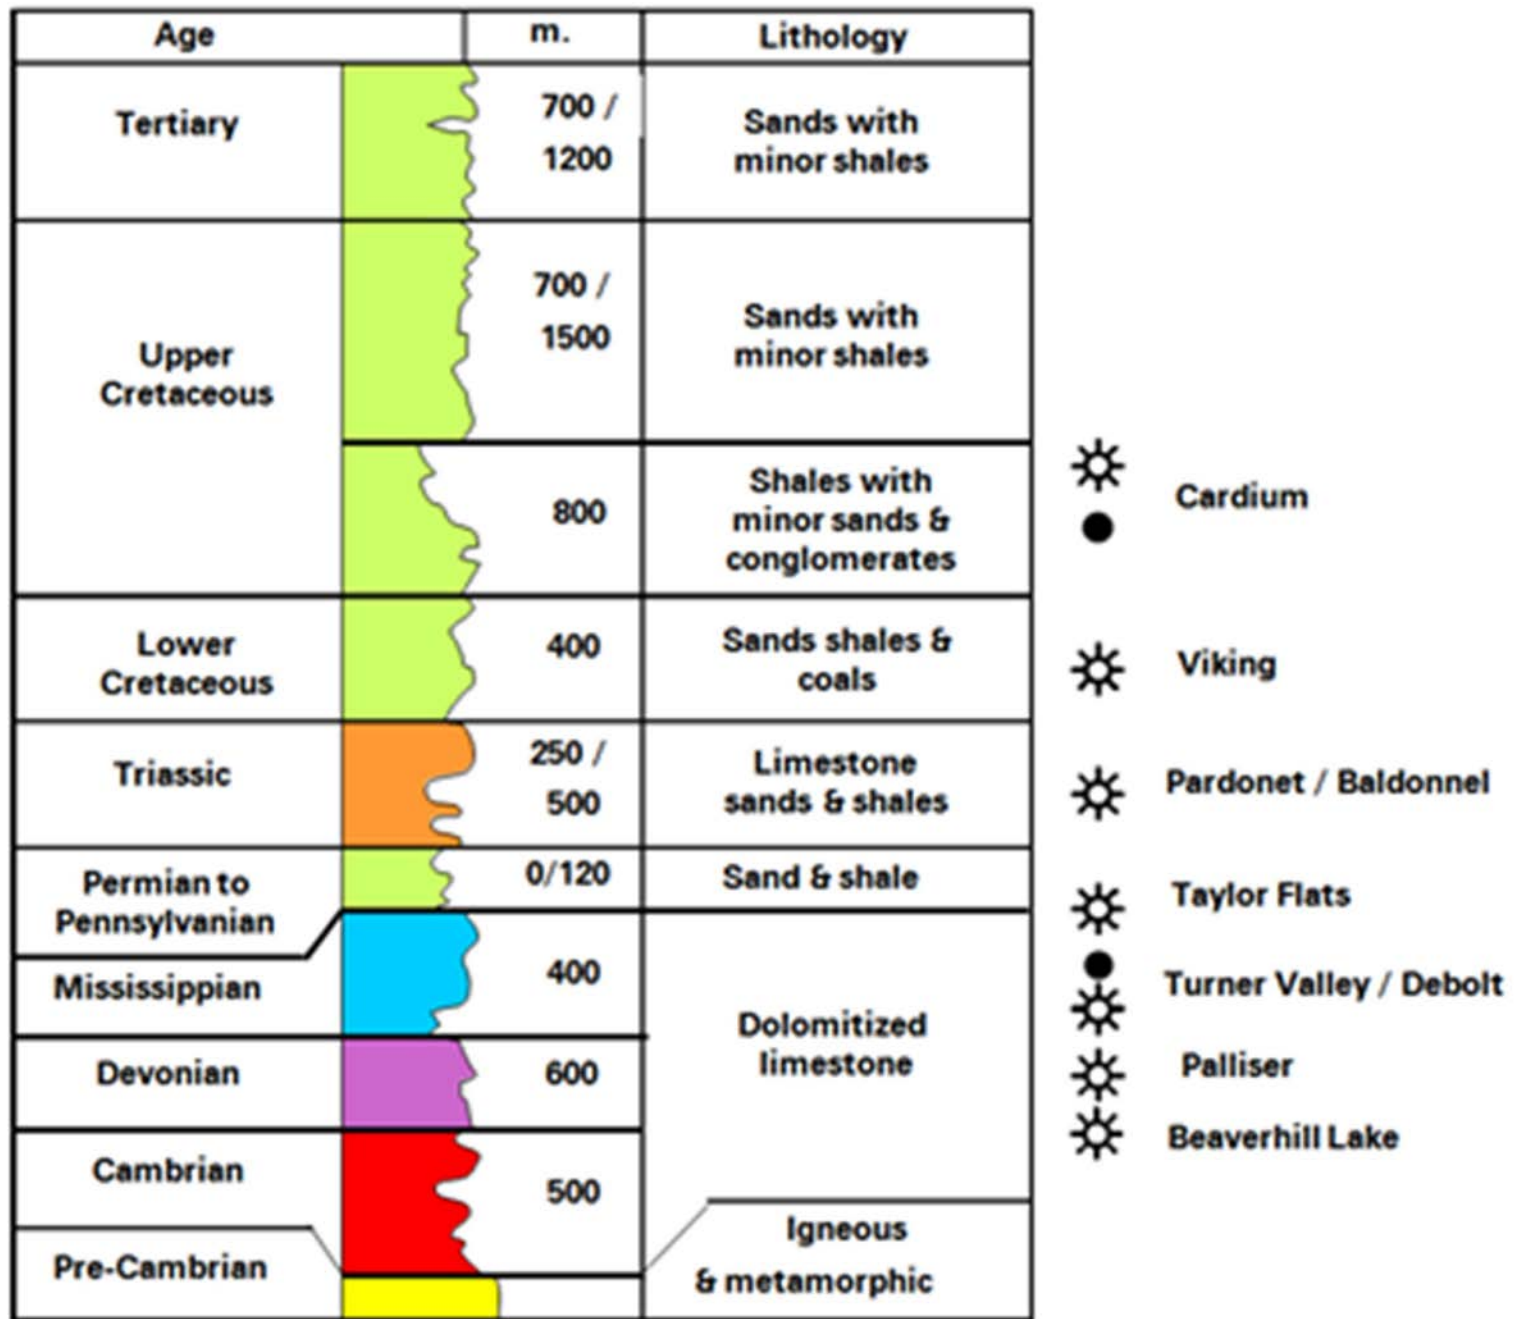 Age
m.
Lithology
Tertiary
700 /
1200
Sands with
minor shales
Upper
Cretaceous
700 /
1500
Sands with
minor shales
800
Shales with
minor sands &
conglomerates
Cardium
Lower
Cretaceous
400
Sands shales &
coals
Viking
Triassic
250 /
500
Limestone
sands & shales
Pardonet / Baldonnel
Permian to
Pennsylvanian
0/120
Sand & shale
Taylor Flats
Mississippian
400
Dolomitized
limestone
Turner Valley / Debolt
Devonian
600
Palliser
Beaverhill Lake
Cambrian
500
Pre-Cambrian
Igneous
& metamorphic